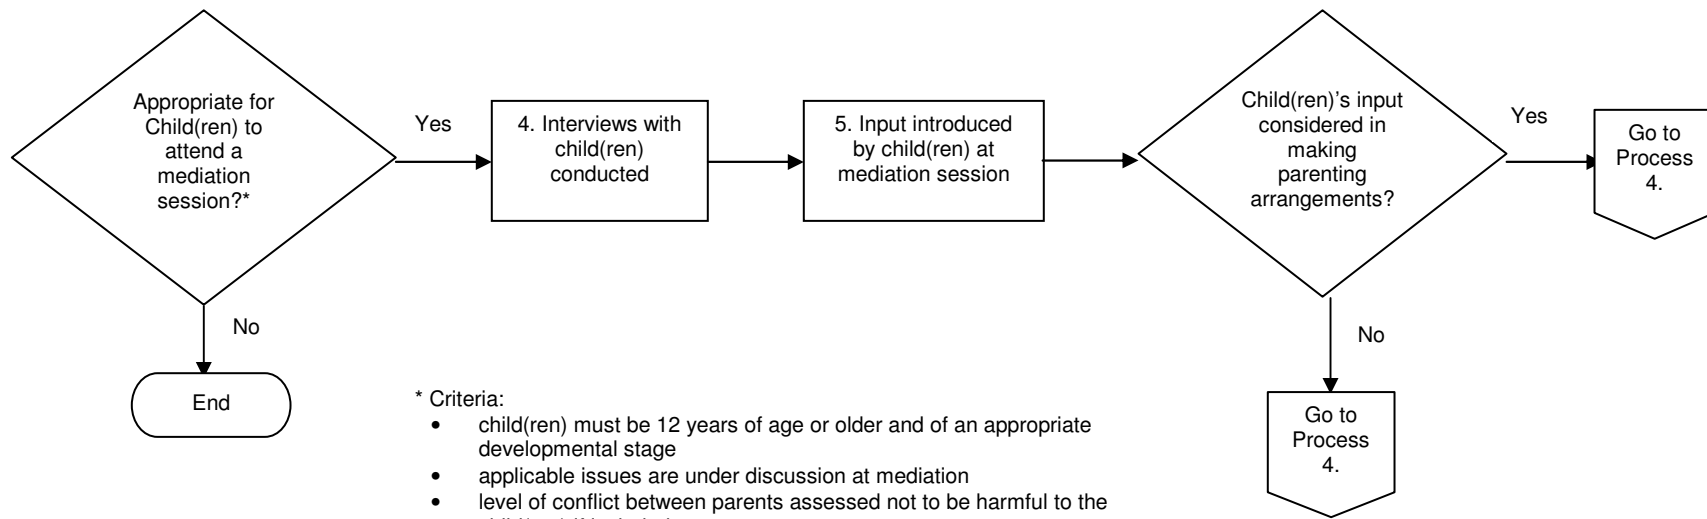 Appropriate for
Child(ren) to
attend a
mediation
session?*
Yes
4. Interviews with
child(ren)
conducted
5. Input introduced
by child(ren) at
mediation session
Child(ren)'s input
considered in
making
parenting
arrangements?
Yes
Go to
Process
4.
No
End
No
Go to
Process
4.
* Criteria:
• child(ren) must be 12 years of age or older and of an appropriate
developmental stage
• applicable issues are under discussion at mediation
• level of conflict between parents assessed not to be harmful to the